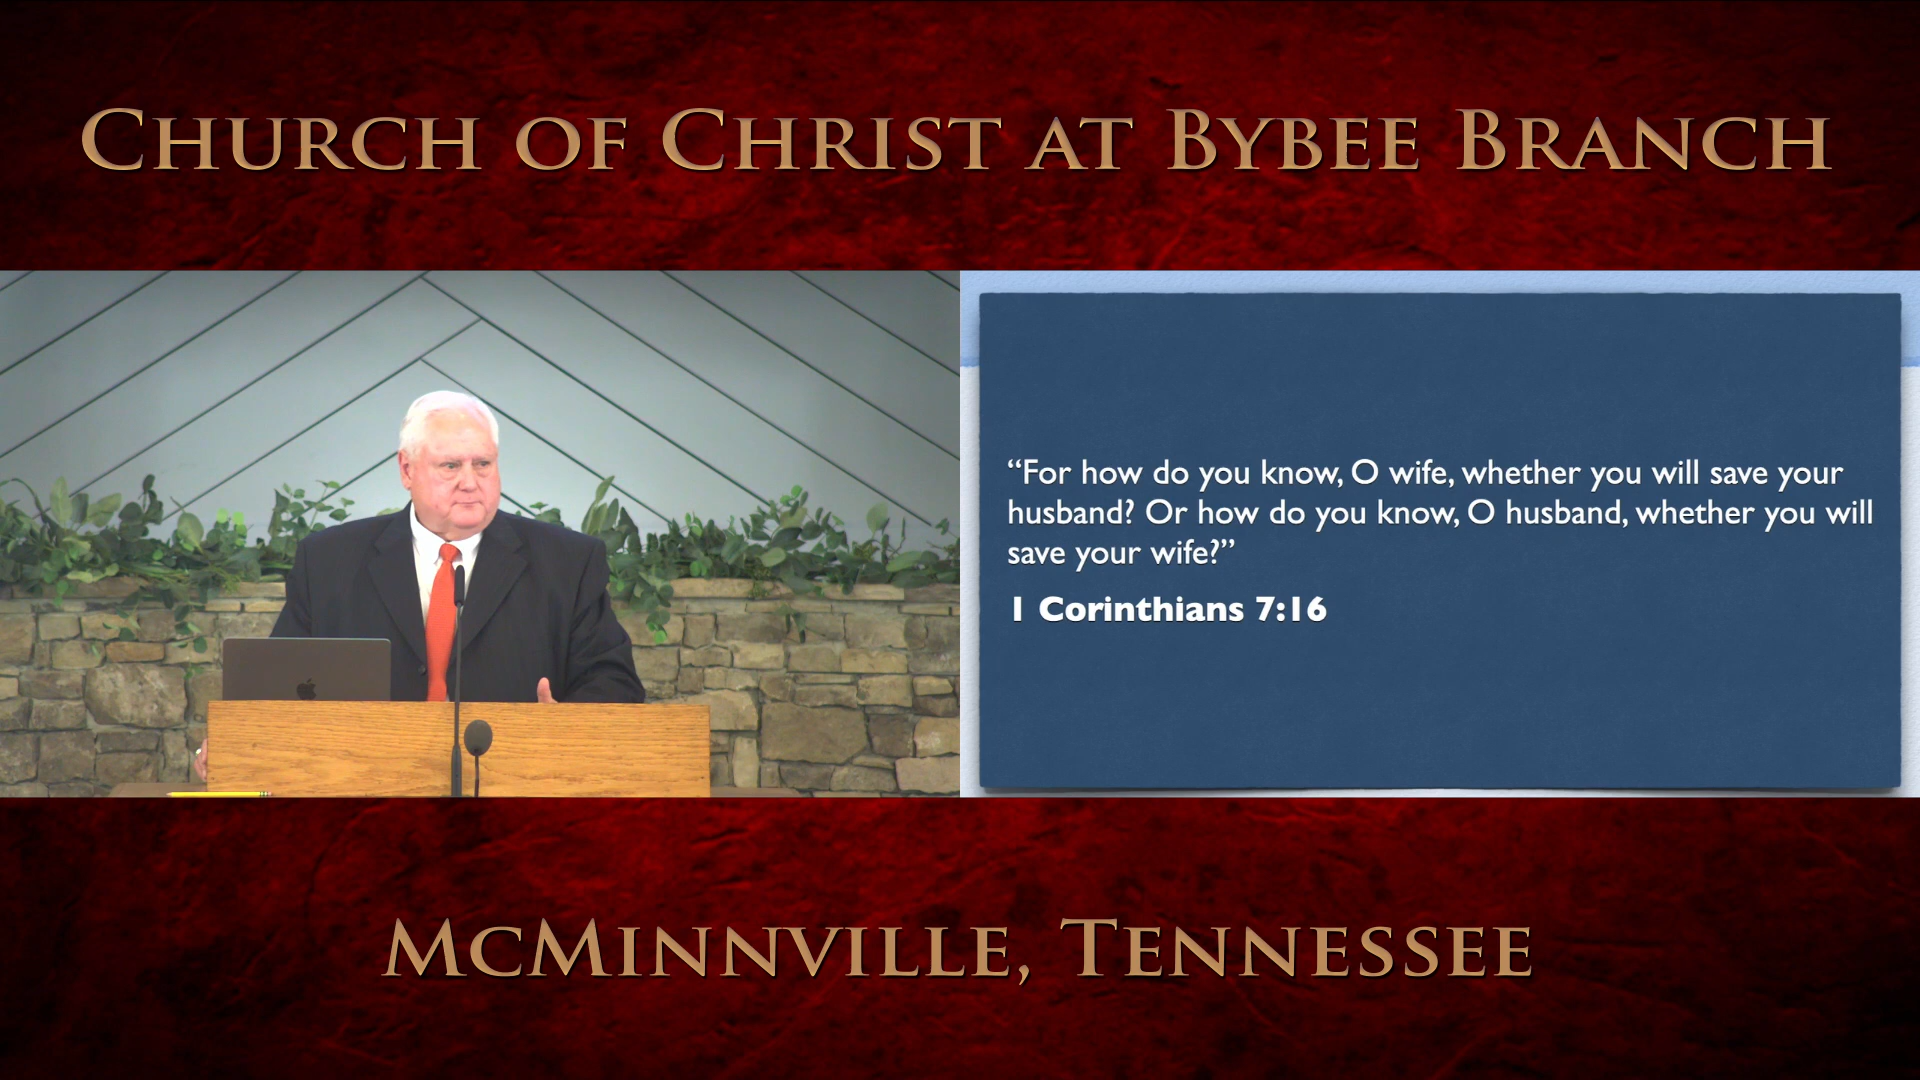 Church of Christ at Bybee Branch
“For how do you know, O wife, whether you will save your
husband? Or how do you know, O husband, whether you will
save your wife?”
1 Corinthians 7:16
McMinnville, Tennessee